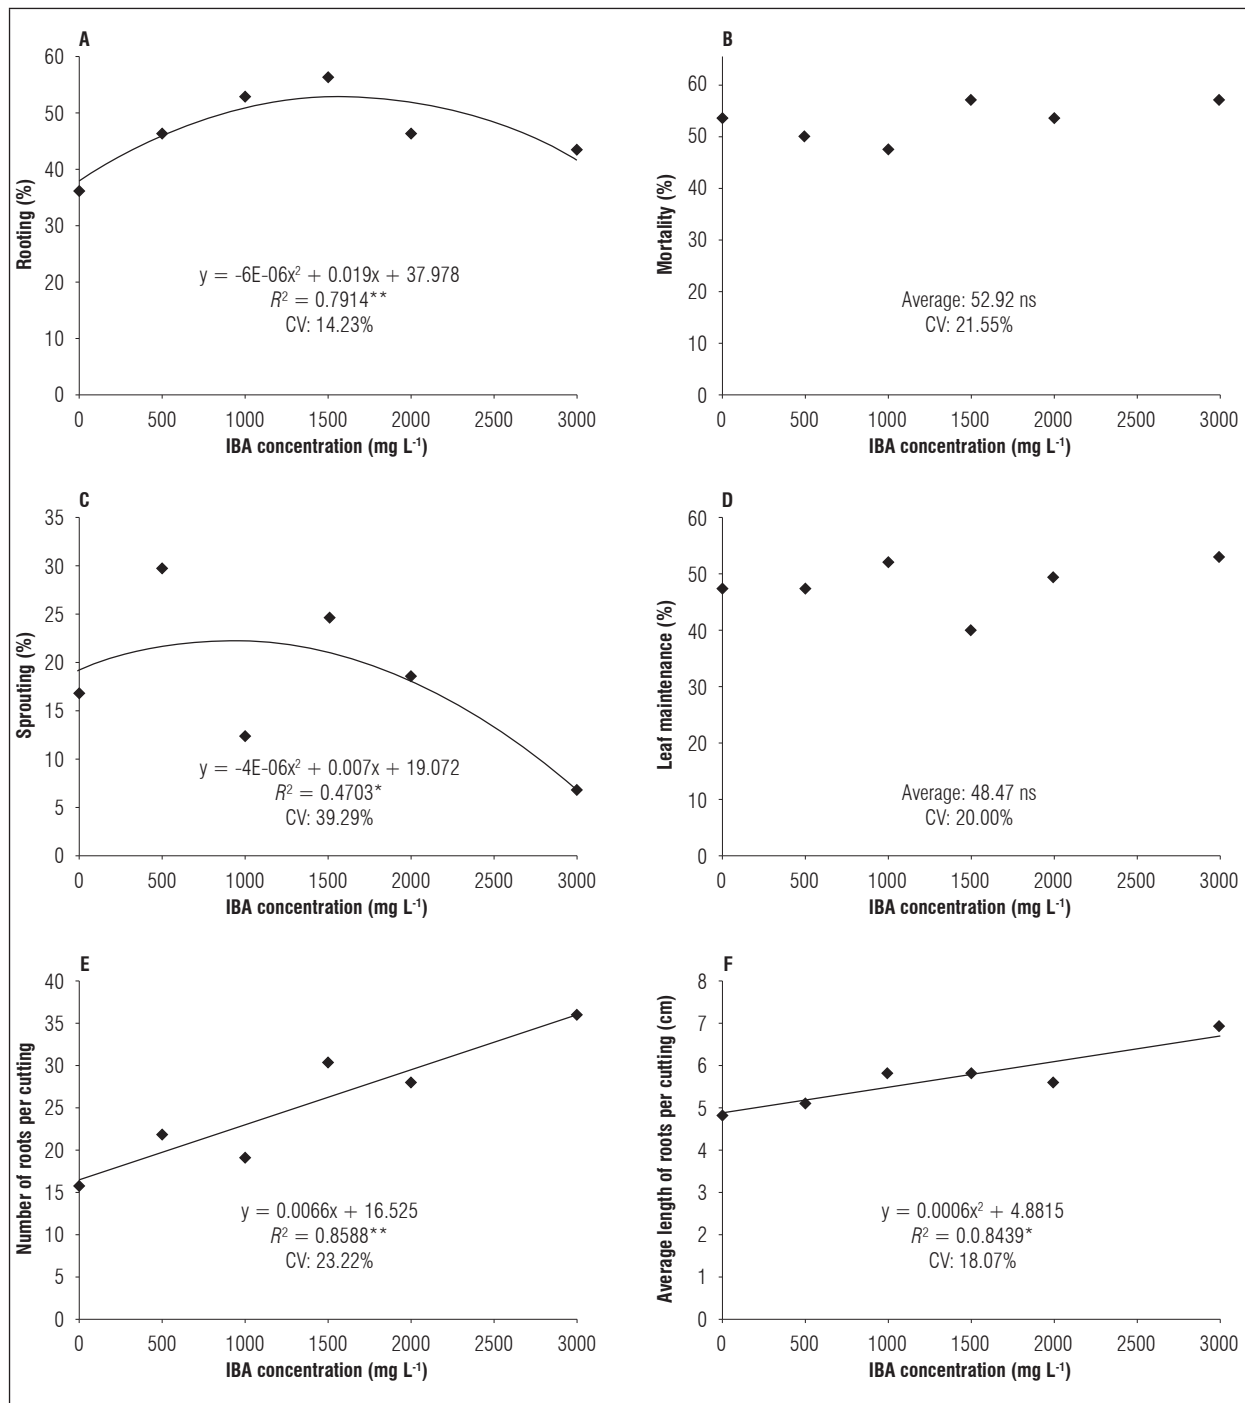 A
60
50
40
30
20
10
0
Rooting (%)
y = -6E-06x² + 0.019x + 37.978
R² = 0.7914**
CV: 14.23%
0 500 1000 1500 2000 2500 3000
IBA concentration (mg L⁻¹)
B
60
50
40
30
20
10
0
Mortality (%)
Average: 52.92 ns
CV: 21.55%
0 500 1000 1500 2000 2500 3000
IBA concentration (mg L⁻¹)
C
35
30
25
20
15
10
5
0
Sprouting (%)
y = -4E-06x² + 0.007x + 19.072
R² = 0.4703*
CV: 39.29%
0 500 1000 1500 2000 2500 3000
IBA concentration (mg L⁻¹)
D
60
50
40
30
20
10
0
Leaf maintenance (%)
Average: 48.47 ns
CV: 20.00%
0 500 1000 1500 2000 2500 3000
IBA concentration (mg L⁻¹)
E
40
35
30
25
20
15
10
5
0
Number of roots per cutting
y = 0.0066x + 16.525
R² = 0.8588**
CV: 23.22%
0 500 1000 1500 2000 2500 3000
IBA concentration (mg L⁻¹)
F
8
7
6
5
4
3
2
1
0
Average length of roots per cutting (cm)
y = 0.0006x² + 4.8815
R² = 0.0.8439*
CV: 18.07%
0 500 1000 1500 2000 2500 3000
IBA concentration (mg L⁻¹)